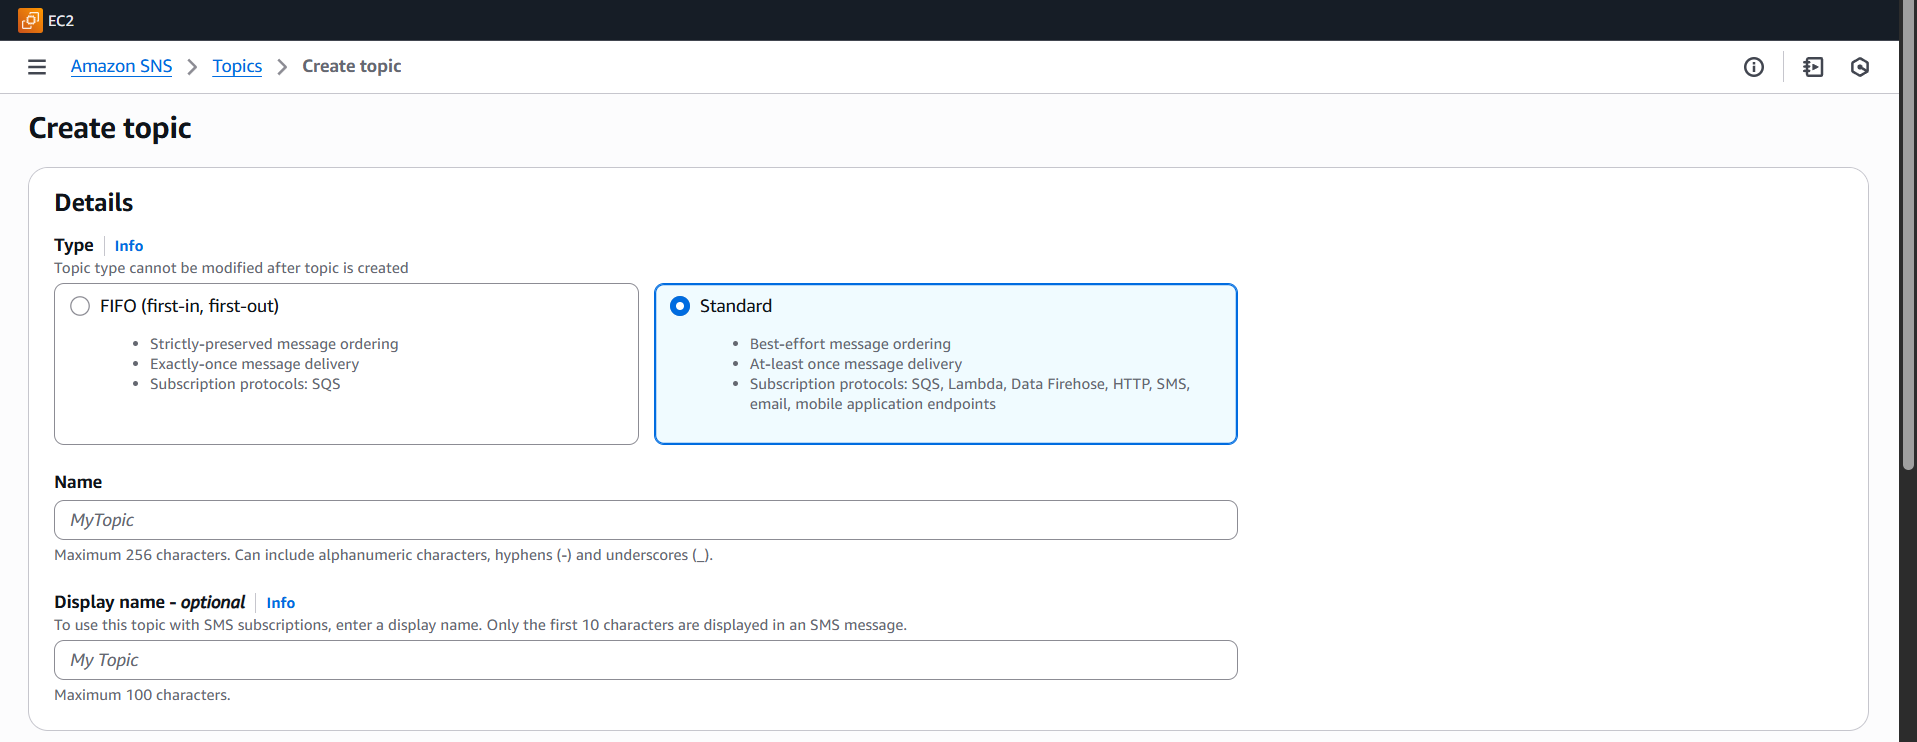 EC2
Amazon SNS > Topics > Create topic
Create topic
Details
Type Info
Topic type cannot be modified after topic is created
FIFO (first-in, first-out)
• Strictly-preserved message ordering
• Exactly-once message delivery
• Subscription protocols: SQS
Standard
• Best-effort message ordering
• At-least once message delivery
• Subscription protocols: SQS, Lambda, Data Firehose, HTTP, SMS,
email, mobile application endpoints
Name
MyTopic
Maximum 256 characters. Can include alphanumeric characters, hyphens (-) and underscores (_).
Display name - optional Info
To use this topic with SMS subscriptions, enter a display name. Only the first 10 characters are displayed in an SMS message.
My Topic
Maximum 100 characters.